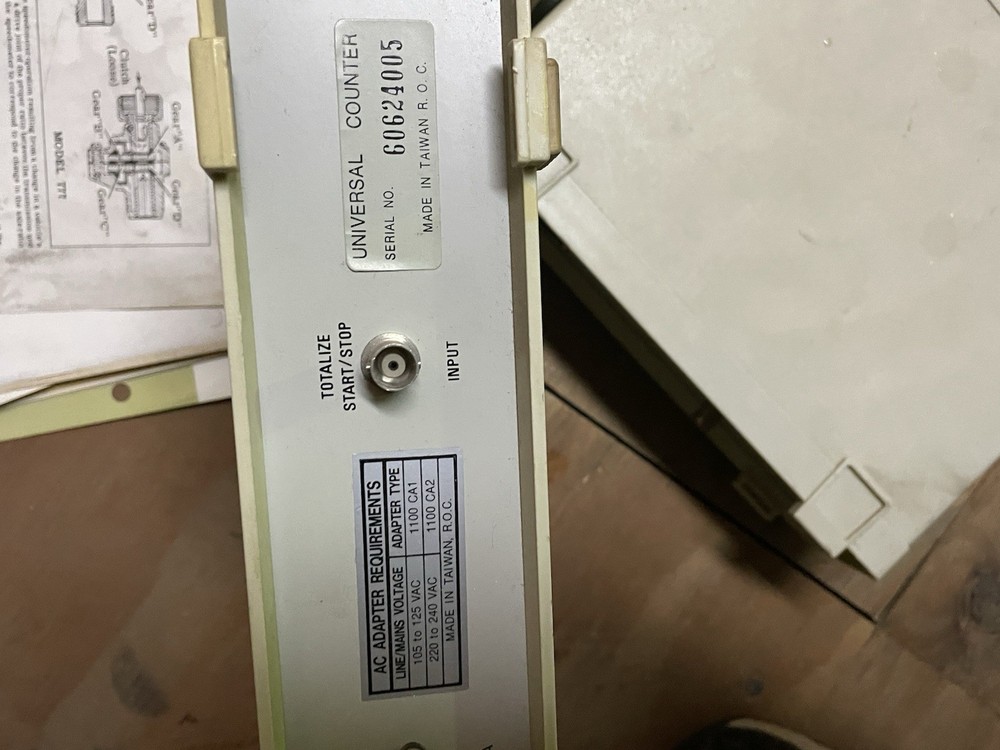 UNIVERSAL COUNTER
SERIAL NO. 60624005
MADE IN TAIWAN R. O. C.
TOTALIZE
START/STOP
INPUT
AC ADAPTER REQUIREMENTS
LINE/MAINS VOLTAGE ADAPTER TYPE
105 to 125 VAC 1100 CA1
220 to 240 VAC 1100 CA2
MADE IN TAIWAN, R.O.C.
A
Clutch
(Loose)
Gear "A"
Gear "B"
Gear "C"
Gear "D"
MODEL 777